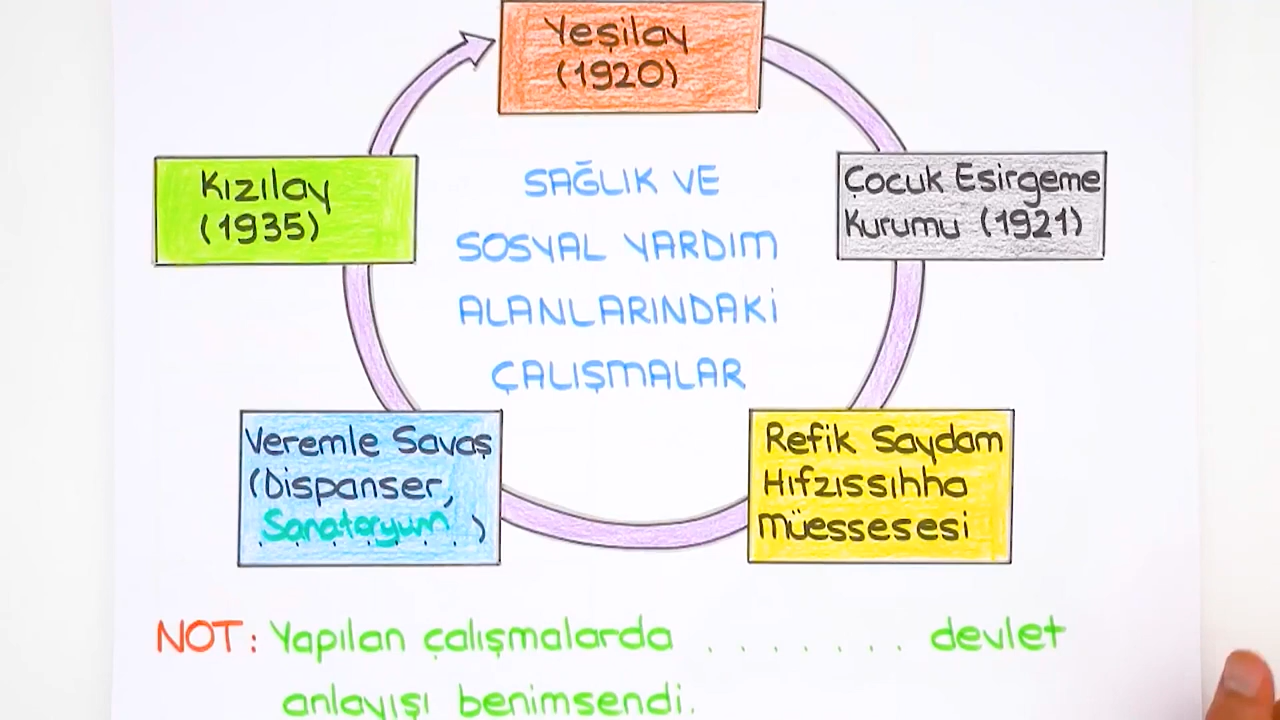 Yeşilay
(1920)
Çocuk Esirgeme
Kurumu (1921)
Refik Saydam
Hıfzıssıhha
müessesesi
Veremle Savaş
(Dispanser,
Sanatoryum )
Kızılay
(1935)
SAĞLIK VE
SOSYAL YARDIM
ALANLARINDAKİ
ÇALIŞMALAR
NOT: Yapılan çalışmalarda . . . . . . . devlet
anlayışı benimsendi.